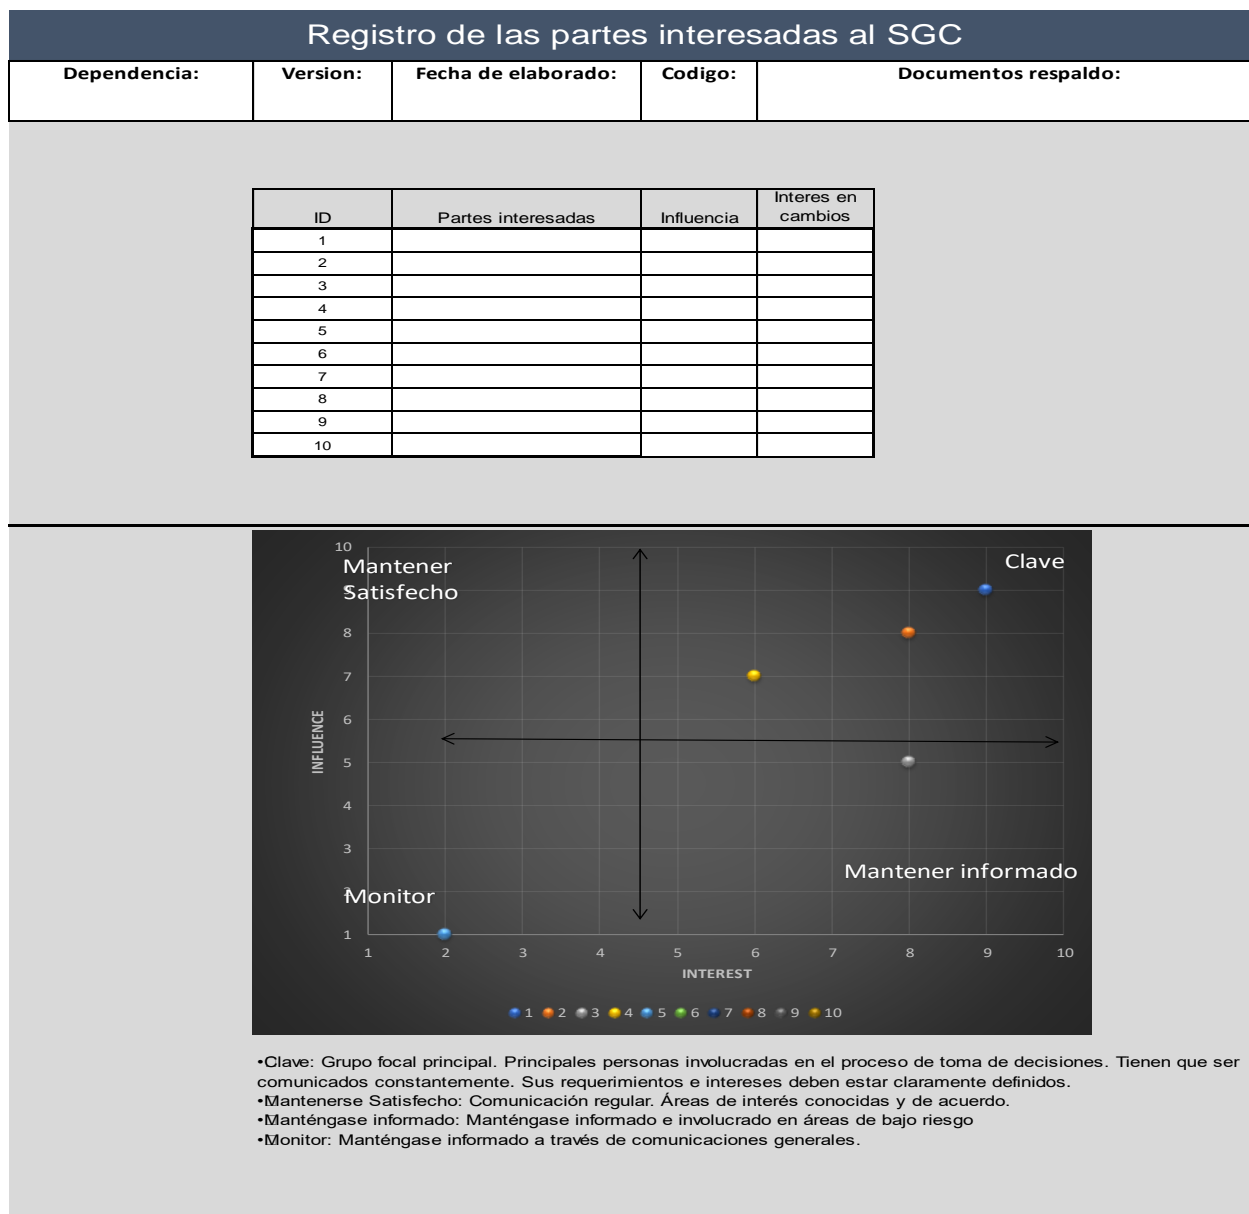 Registro de las partes interesadas al SGC
Dependencia: Version: Fecha de elaborado: Codigo: Documentos respaldo:
ID Partes interesadas Influencia Interes en cambios
1
2
3
4
5
6
7
8
9
10
10
Mantener
Satisfecho
Clave
9
8
7
6
5
4
3
2
1
INFLUENCE
Mantener informado
Monitor
1 2 3 4 5 6 7 8 9 10
INTEREST
1 2 3 4 5 6 7 8 9 10
•Clave: Grupo focal principal. Principales personas involucradas en el proceso de toma de decisiones. Tienen que ser
comunicados constantemente. Sus requerimientos e intereses deben estar claramente definidos.
•Mantenerse Satisfecho: Comunicación regular. Áreas de interés conocidas y de acuerdo.
•Manténgase informado: Manténgase informado e involucrado en áreas de bajo riesgo
•Monitor: Manténgase informado a través de comunicaciones generales.